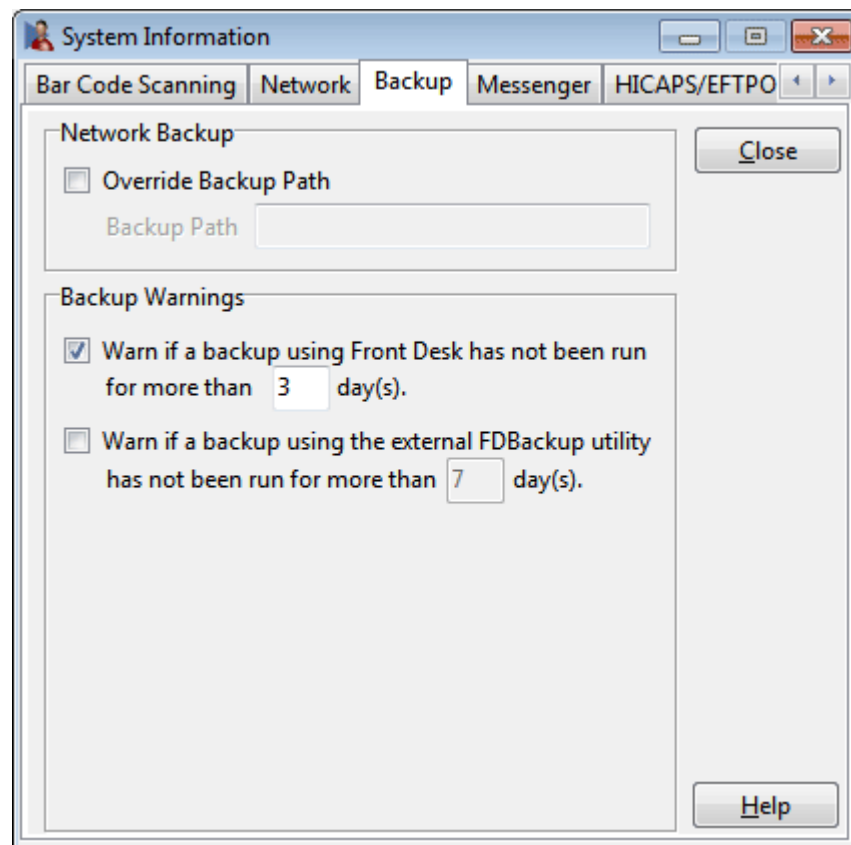 System Information
Bar Code Scanning Network Backup Messenger HICAPS/EFTPO
Network Backup
Close
Override Backup Path
Backup Path
Backup Warnings
Warn if a backup using Front Desk has not been run
for more than 3 day(s).
Warn if a backup using the external FDBackup utility
has not been run for more than 7 day(s).
Help